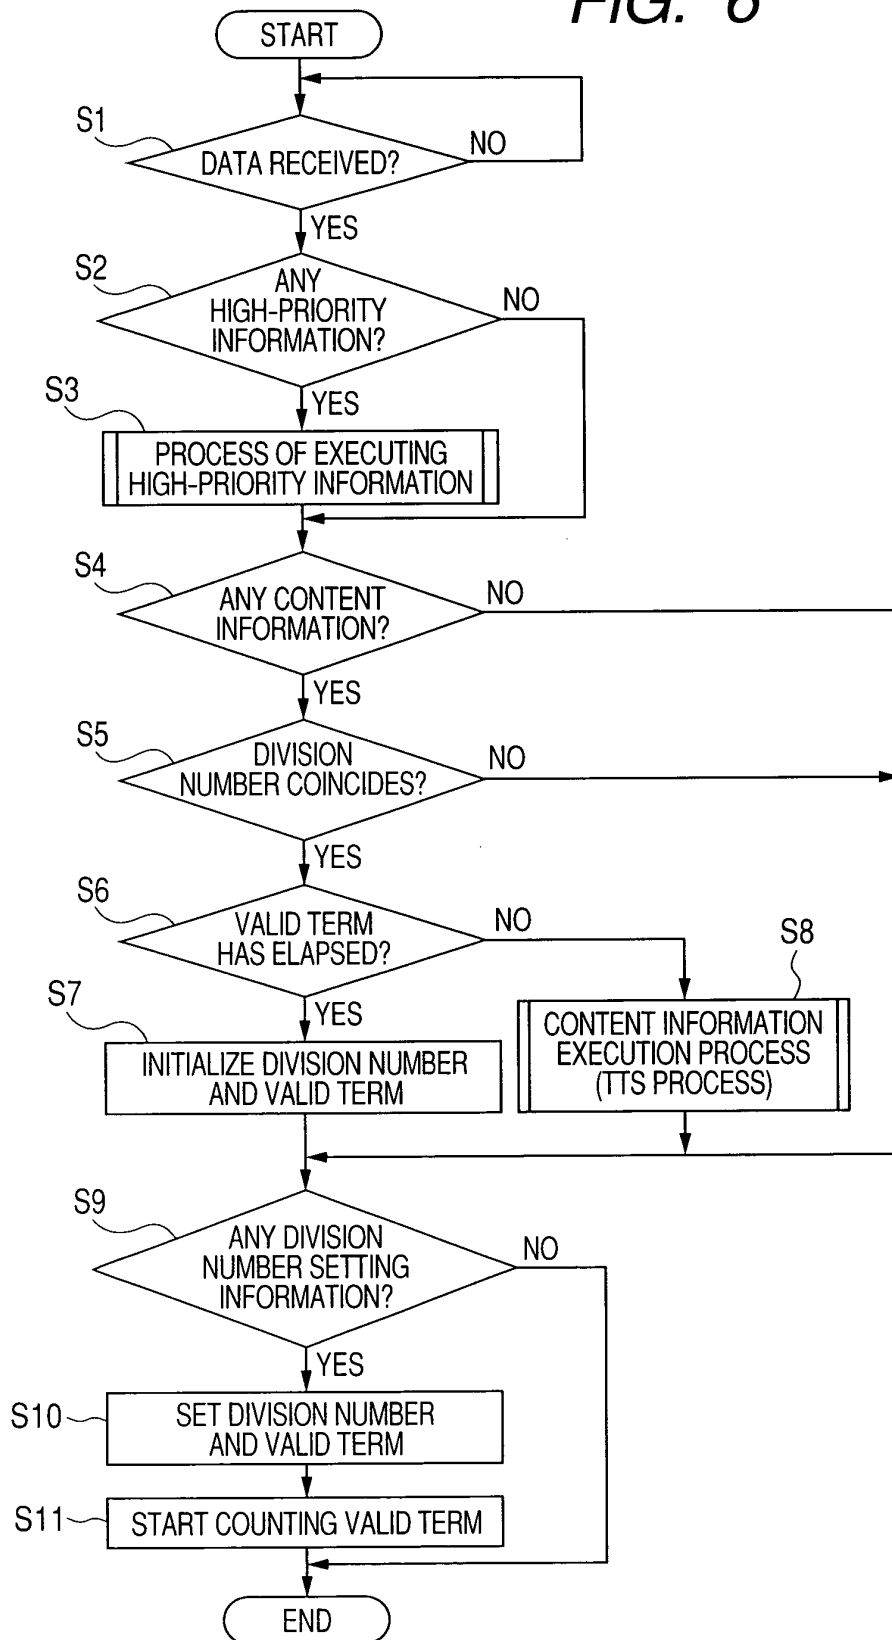 FIG. 6
START
S1
DATA RECEIVED?
NO
YES
S2
ANY
HIGH-PRIORITY
INFORMATION?
NO
YES
S3
PROCESS OF EXECUTING
HIGH-PRIORITY INFORMATION
S4
ANY CONTENT
INFORMATION?
NO
YES
S5
DIVISION
NUMBER COINCIDES?
NO
YES
S6
VALID TERM
HAS ELAPSED?
NO
YES
S7
INITIALIZE DIVISION NUMBER
AND VALID TERM
S8
CONTENT INFORMATION
EXECUTION PROCESS
(TTS PROCESS)
S9
ANY DIVISION
NUMBER SETTING
INFORMATION?
NO
YES
S10
SET DIVISION NUMBER
AND VALID TERM
S11
START COUNTING VALID TERM
END